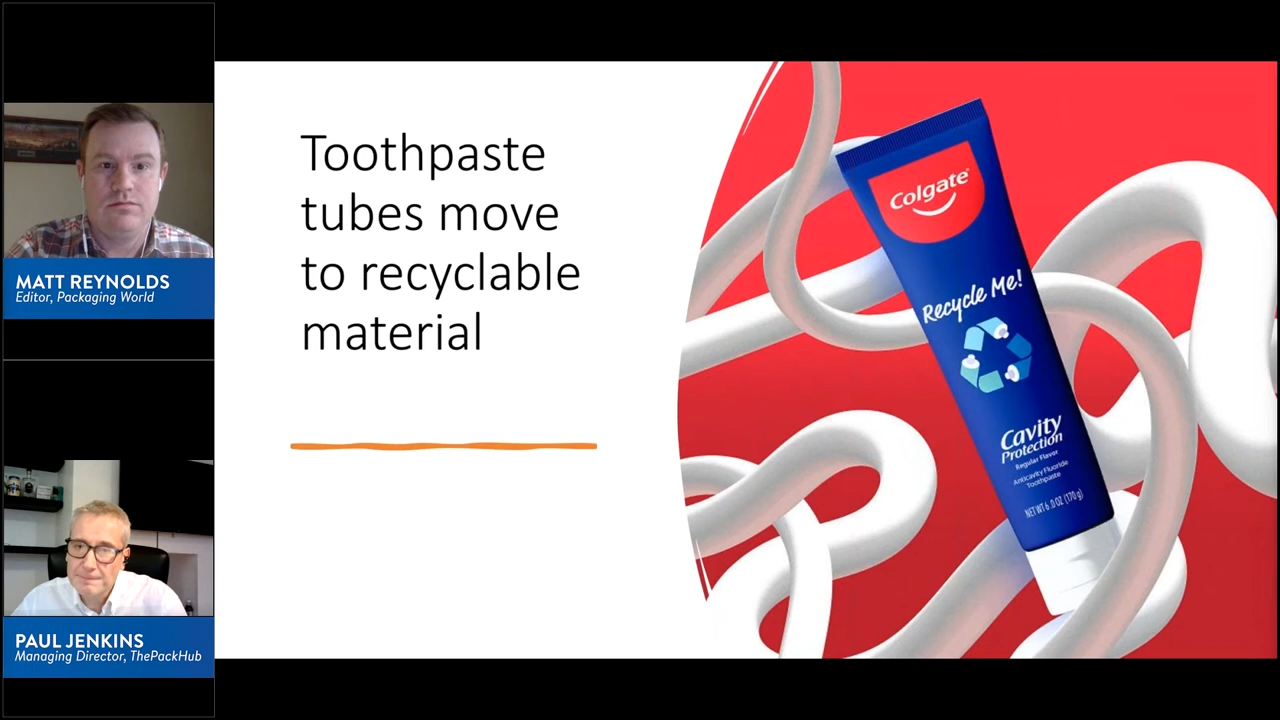 MATT REYNOLDS
Editor, Packaging World
PAUL JENKINS
Managing Director, ThePackHub
Toothpaste
tubes move
to recyclable
material
Colgate®
Recycle Me!
Cavity
Protection
Regular Flavor
Anticavity Fluoride
Toothpaste
NET WT 6.0 OZ (170 g)